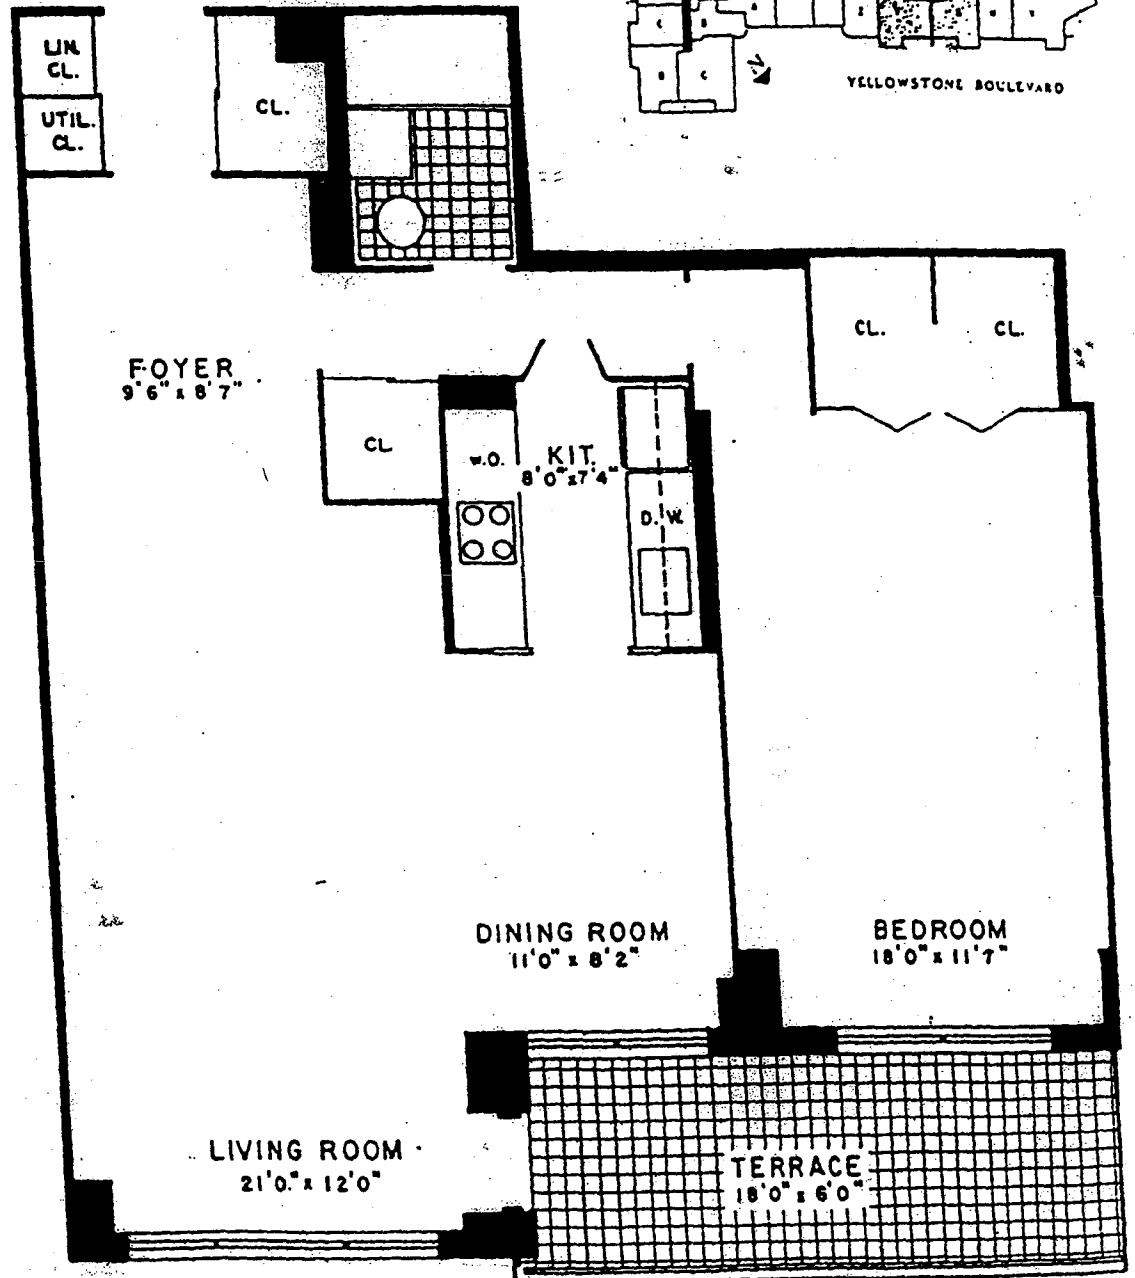 LIN.
CL.
UTIL.
CL.
CL.
C
B
A
B
C
YELLOWSTONE BOULEVARD
FOYER
9'6" x 8'7"
CL
W.O.
KIT.
8'0" x 7'4"
D.W.
CL.
CL.
DINING ROOM
11'0" x 8'2"
BEDROOM
18'0" x 11'7"
LIVING ROOM
21'0." x 12'0"
TERRACE
18'0" x 6'0"